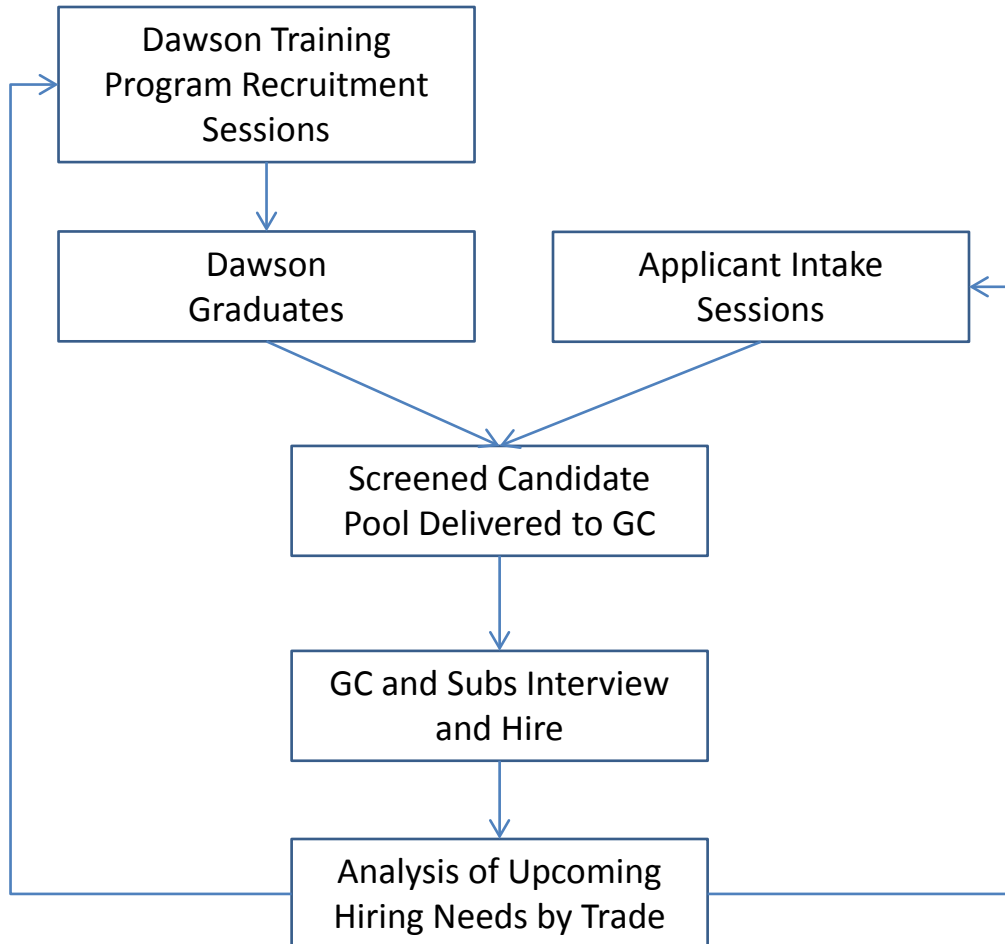 Dawson Training
Program Recruitment
Sessions
Dawson
Graduates
Applicant Intake
Sessions
Screened Candidate
Pool Delivered to GC
GC and Subs Interview
and Hire
Analysis of Upcoming
Hiring Needs by Trade